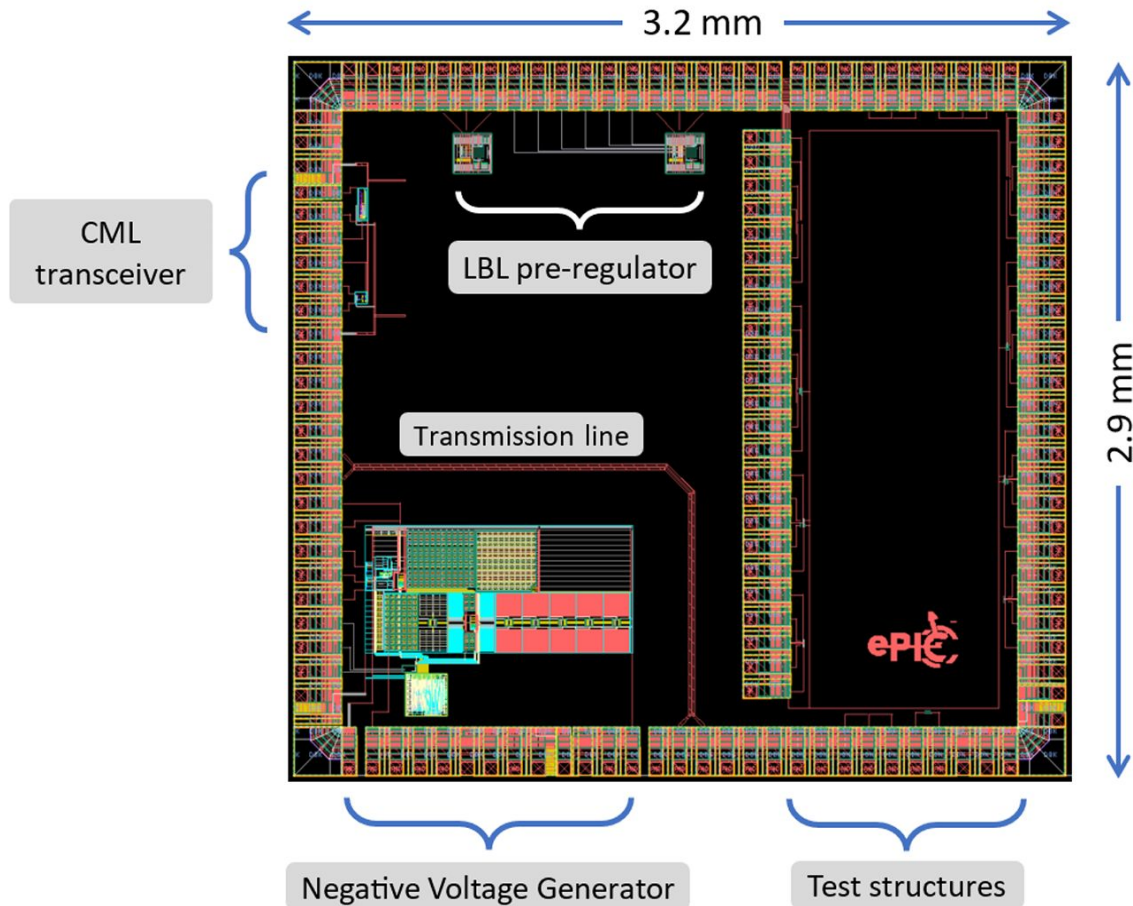 3.2 mm
CML
transceiver
LBL pre-regulator
2.9 mm
Transmission line
ePIC
Negative Voltage Generator
Test structures